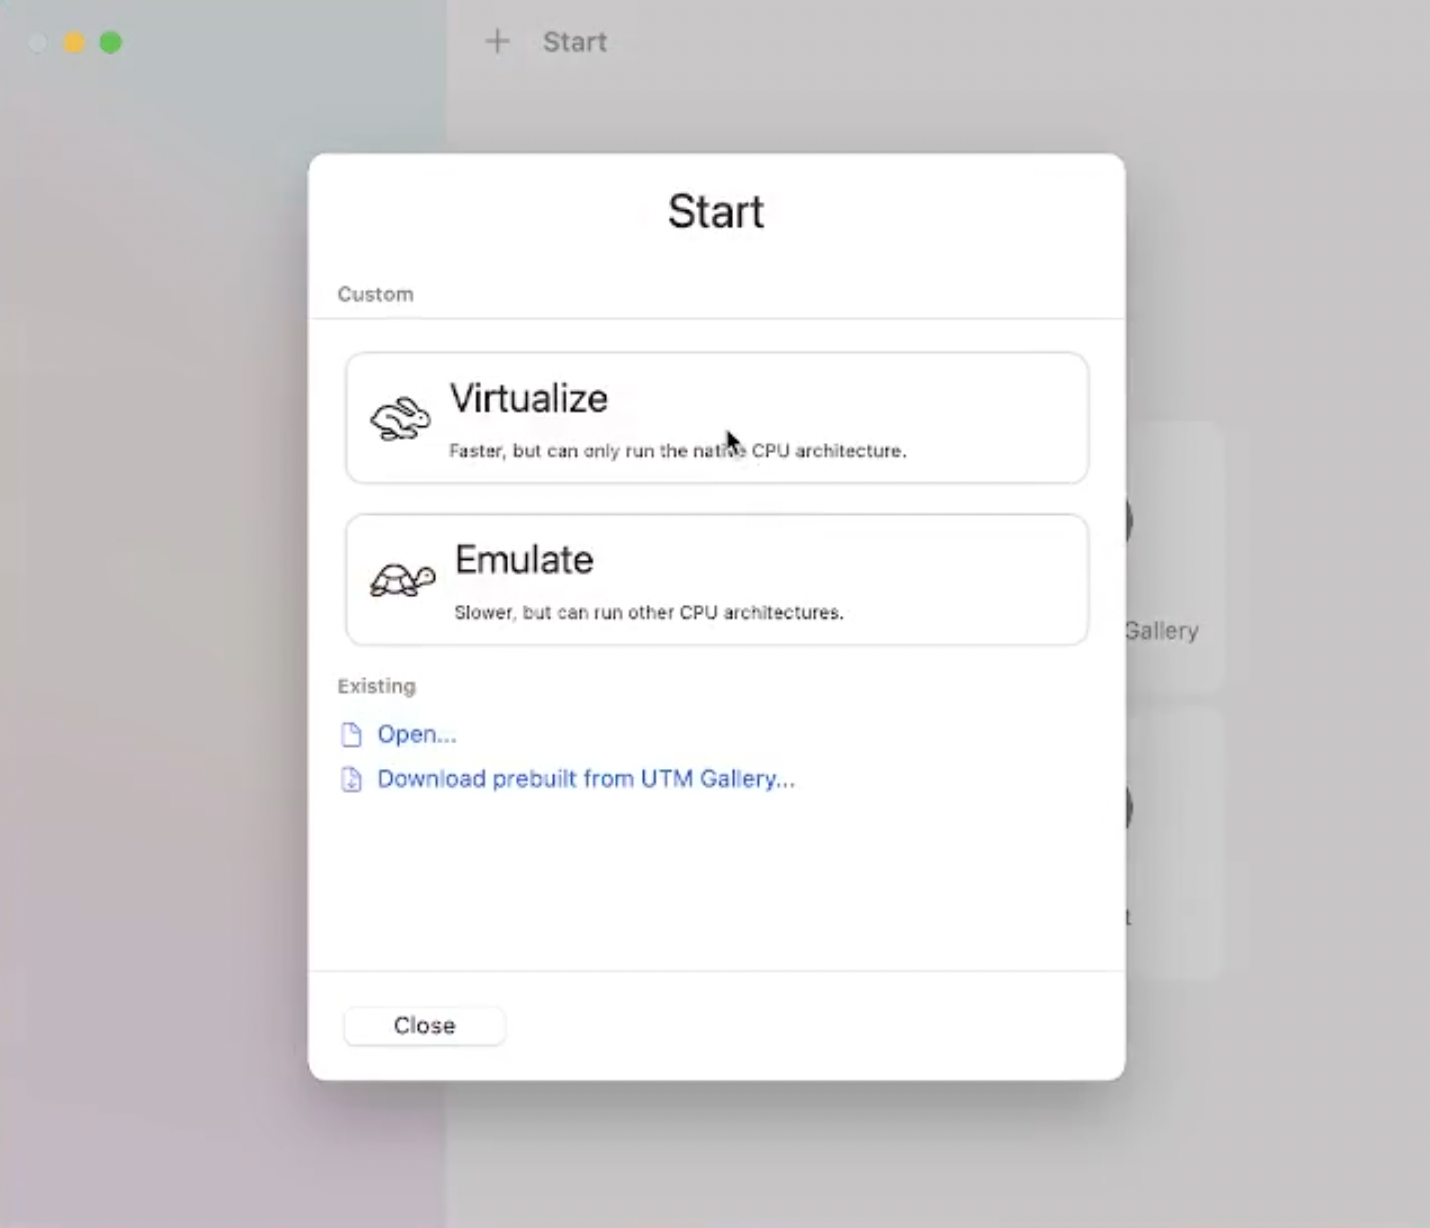 Start
Start
Custom
Virtualize
Faster, but can only run the native CPU architecture.
Emulate
Slower, but can run other CPU architectures.
Gallery
Existing
Open...
Download prebuilt from UTM Gallery...
t
Close